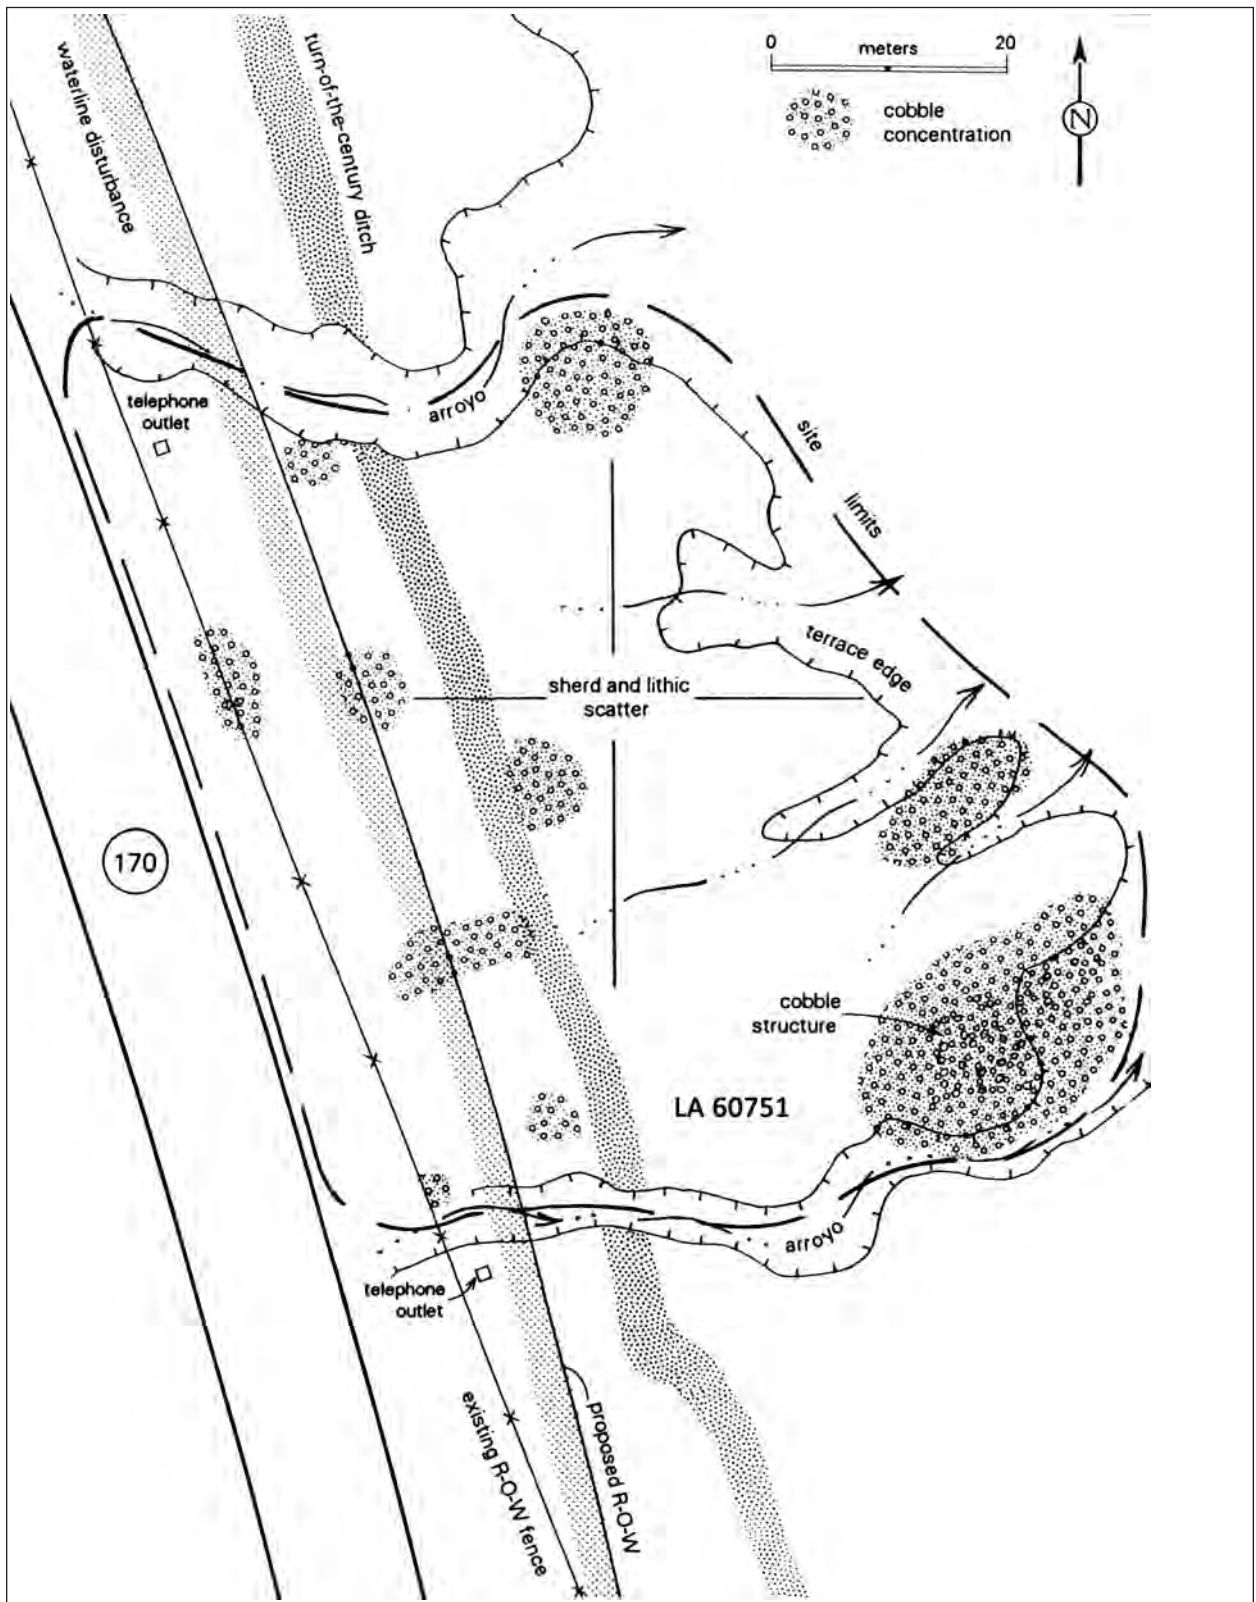 0 meters 20
N
cobble
concentration
waterline disturbance
turn-of-the-century ditch
telephone
outlet
arroyo
site
limits
terrace edge
sherd and lithic
scatter
170
cobble
structure
LA 60751
arroyo
telephone
outlet
existing R-O-W fence
proposed R-O-W